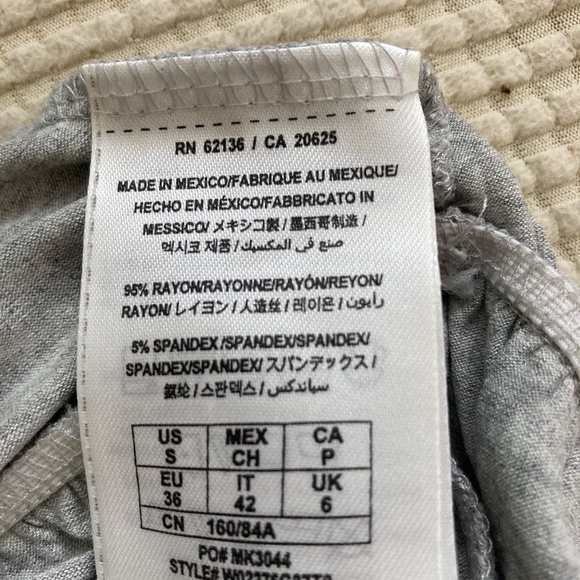 RN 62136 / CA 20625
MADE IN MEXICO/FABRIQUE AU MEXIQUE/
HECHO EN MÉXICO/FABBRICATO IN
MESSICO/ メキシコ製 / 墨西哥制造 /
멕시코 제품 / صنع في المكسيك
95% RAYON/RAYONNE/RAYÓN/REYON/
RAYON/ レイヨン / 人造丝 / 레이온 / رايون
5% SPANDEX /SPANDEX/SPANDEX/
SPANDEX/SPANDEX/ スパンデックス /
氨纶 / 스판덱스 / سباندكس
US MEX CA
S CH P
EU IT UK
36 42 6
CN 160/84A
PO# MK3044
STYLE#